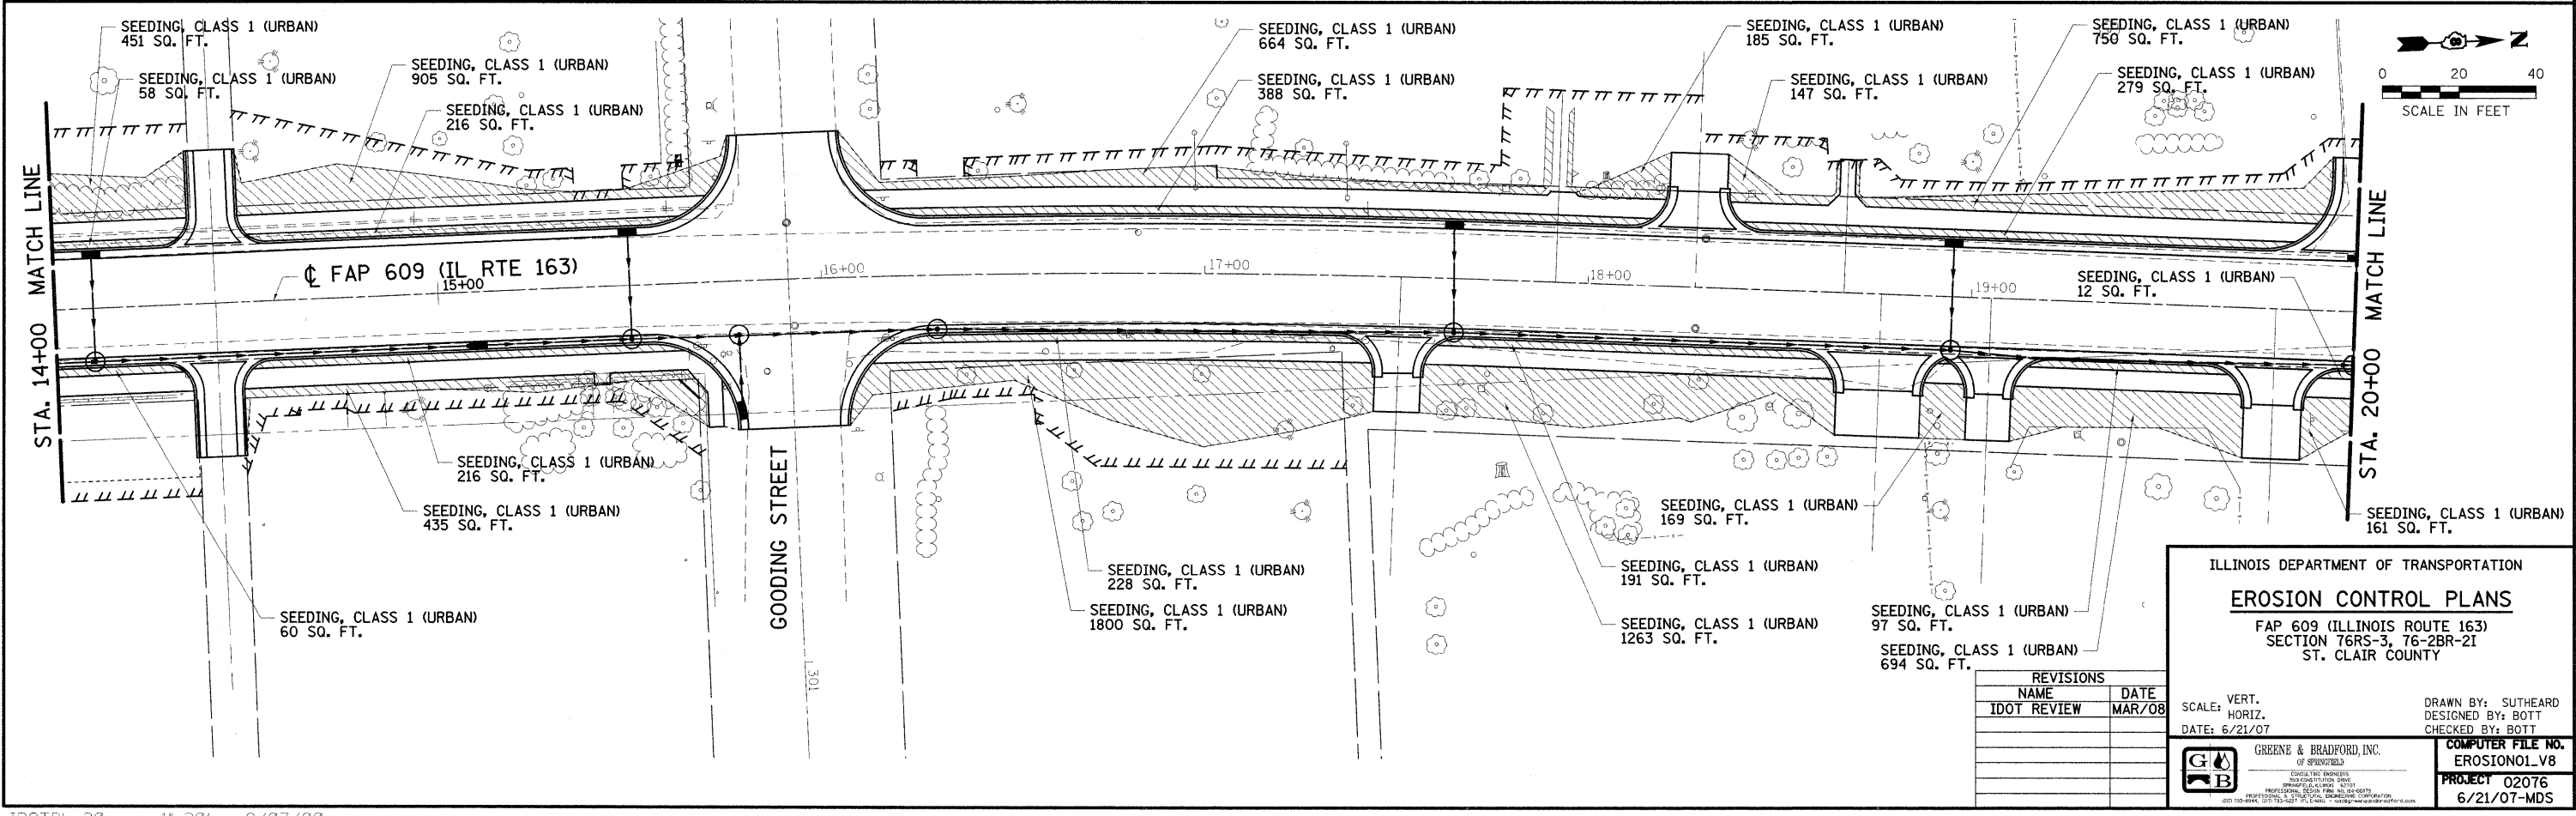 SEEDING, CLASS 1 (URBAN)
451 SQ. FT.
SEEDING, CLASS 1 (URBAN)
58 SQ. FT.
SEEDING, CLASS 1 (URBAN)
905 SQ. FT.
SEEDING, CLASS 1 (URBAN)
216 SQ. FT.
SEEDING, CLASS 1 (URBAN)
664 SQ. FT.
SEEDING, CLASS 1 (URBAN)
388 SQ. FT.
SEEDING, CLASS 1 (URBAN)
185 SQ. FT.
SEEDING, CLASS 1 (URBAN)
147 SQ. FT.
SEEDING, CLASS 1 (URBAN)
750 SQ. FT.
SEEDING, CLASS 1 (URBAN)
279 SQ. FT.
N
0 20 40
SCALE IN FEET
STA. 14+00 MATCH LINE
℄ FAP 609 (IL RTE 163)
15+00
16+00
17+00
18+00
19+00
SEEDING, CLASS 1 (URBAN)
12 SQ. FT.
STA. 20+00 MATCH LINE
SEEDING, CLASS 1 (URBAN)
216 SQ. FT.
SEEDING, CLASS 1 (URBAN)
435 SQ. FT.
SEEDING, CLASS 1 (URBAN)
60 SQ. FT.
GOODING STREET
301
SEEDING, CLASS 1 (URBAN)
228 SQ. FT.
SEEDING, CLASS 1 (URBAN)
1800 SQ. FT.
SEEDING, CLASS 1 (URBAN)
169 SQ. FT.
SEEDING, CLASS 1 (URBAN)
191 SQ. FT.
SEEDING, CLASS 1 (URBAN)
1263 SQ. FT.
SEEDING, CLASS 1 (URBAN)
97 SQ. FT.
SEEDING, CLASS 1 (URBAN)
694 SQ. FT.
SEEDING, CLASS 1 (URBAN)
161 SQ. FT.
REVISIONS
NAME DATE
IDOT REVIEW MAR/08
ILLINOIS DEPARTMENT OF TRANSPORTATION
EROSION CONTROL PLANS
FAP 609 (ILLINOIS ROUTE 163)
SECTION 76RS-3, 76-2BR-2I
ST. CLAIR COUNTY
SCALE: VERT.
HORIZ.
DATE: 6/21/07
DRAWN BY: SUTHEARD
DESIGNED BY: BOTT
CHECKED BY: BOTT
G B
GREENE & BRADFORD, INC.
OF SPRINGFIELD
CONSULTING ENGINEERS
COMPUTER FILE NO.
EROSION01_V8
PROJECT 02076
6/21/07-MDS